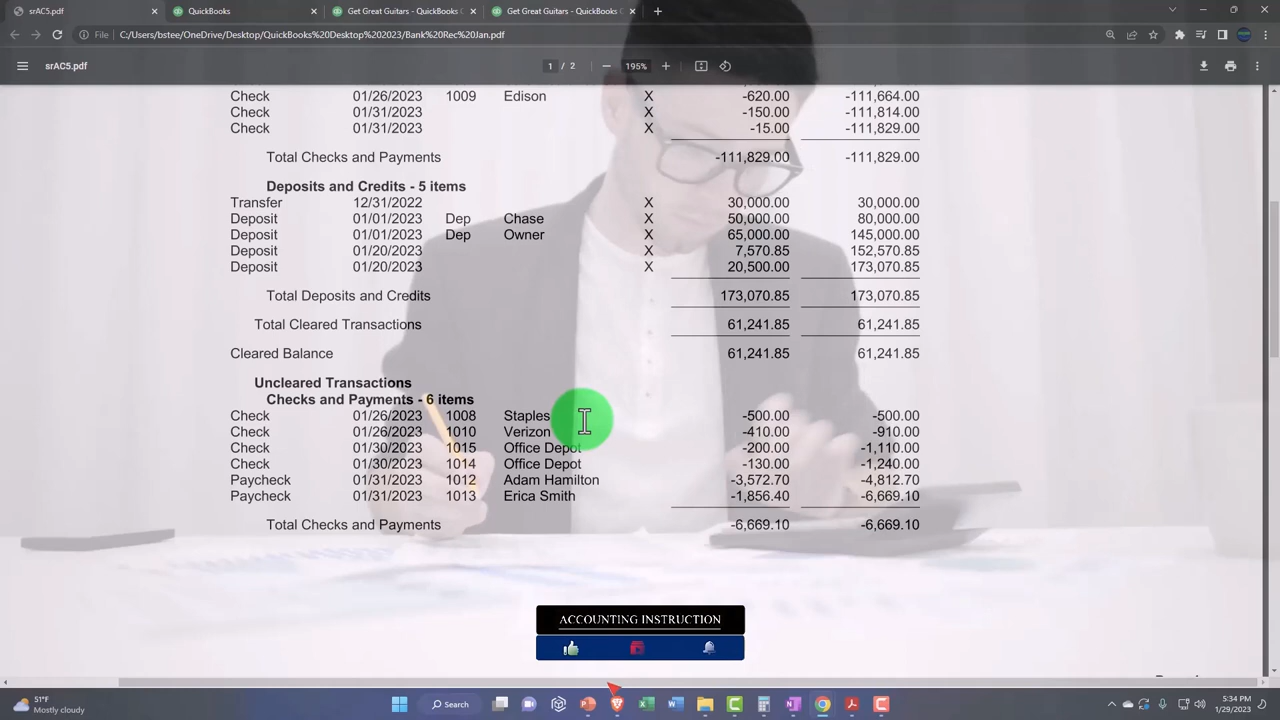 srAC5.pdf
QuickBooks
Get Great Guitars - QuickBooks
Get Great Guitars - QuickBooks
File
C:/Users/bstee/OneDrive/Desktop/QuickBooks%20Desktop%202023/Bank%20Rec%20Jan.pdf
srAC5.pdf
1 / 2
195%
Check 01/26/2023 1009 Edison X -620.00 -111,664.00
Check 01/31/2023 X -150.00 -111,814.00
Check 01/31/2023 X -15.00 -111,829.00
Total Checks and Payments -111,829.00 -111,829.00
Deposits and Credits - 5 items
Transfer 12/31/2022 X 30,000.00 30,000.00
Deposit 01/01/2023 Dep Chase X 50,000.00 80,000.00
Deposit 01/01/2023 Dep Owner X 65,000.00 145,000.00
Deposit 01/20/2023 X 7,570.85 152,570.85
Deposit 01/20/2023 X 20,500.00 173,070.85
Total Deposits and Credits 173,070.85 173,070.85
Total Cleared Transactions 61,241.85 61,241.85
Cleared Balance 61,241.85 61,241.85
Uncleared Transactions
Checks and Payments - 6 items
Check 01/26/2023 1008 Staples -500.00 -500.00
Check 01/26/2023 1010 Verizon -410.00 -910.00
Check 01/30/2023 1015 Office Depot -200.00 -1,110.00
Check 01/30/2023 1014 Office Depot -130.00 -1,240.00
Paycheck 01/31/2023 1012 Adam Hamilton -3,572.70 -4,812.70
Paycheck 01/31/2023 1013 Erica Smith -1,856.40 -6,669.10
Total Checks and Payments -6,669.10 -6,669.10
ACCOUNTING INSTRUCTION
51°F
Mostly cloudy
Search
5:34 PM
1/29/2023